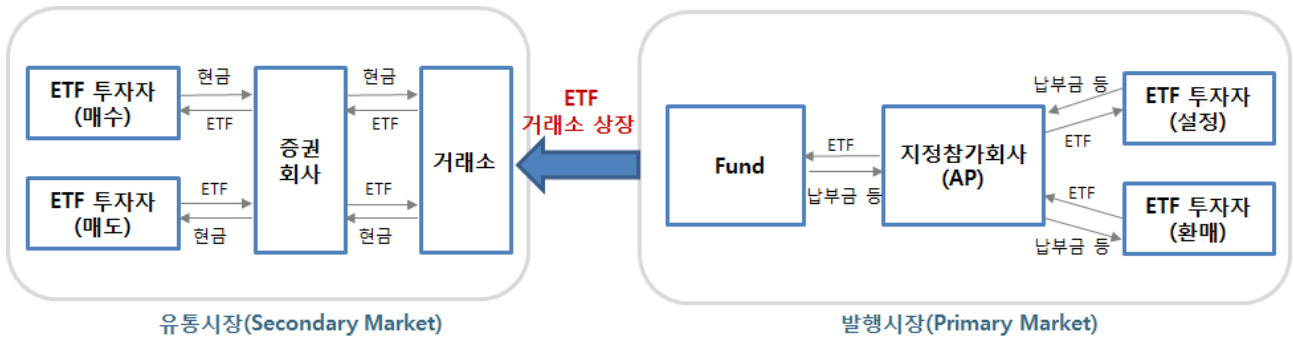 ETF 투자자
(매수)
현금
ETF
ETF 투자자
(매도)
ETF
현금
증권
회사
현금
ETF
ETF
현금
거래소
ETF
거래소 상장
Fund
ETF
납부금 등
지정참가회사
(AP)
납부금 등
ETF
ETF 투자자
(설정)
ETF
납부금 등
ETF 투자자
(환매)
유통시장(Secondary Market)
발행시장(Primary Market)